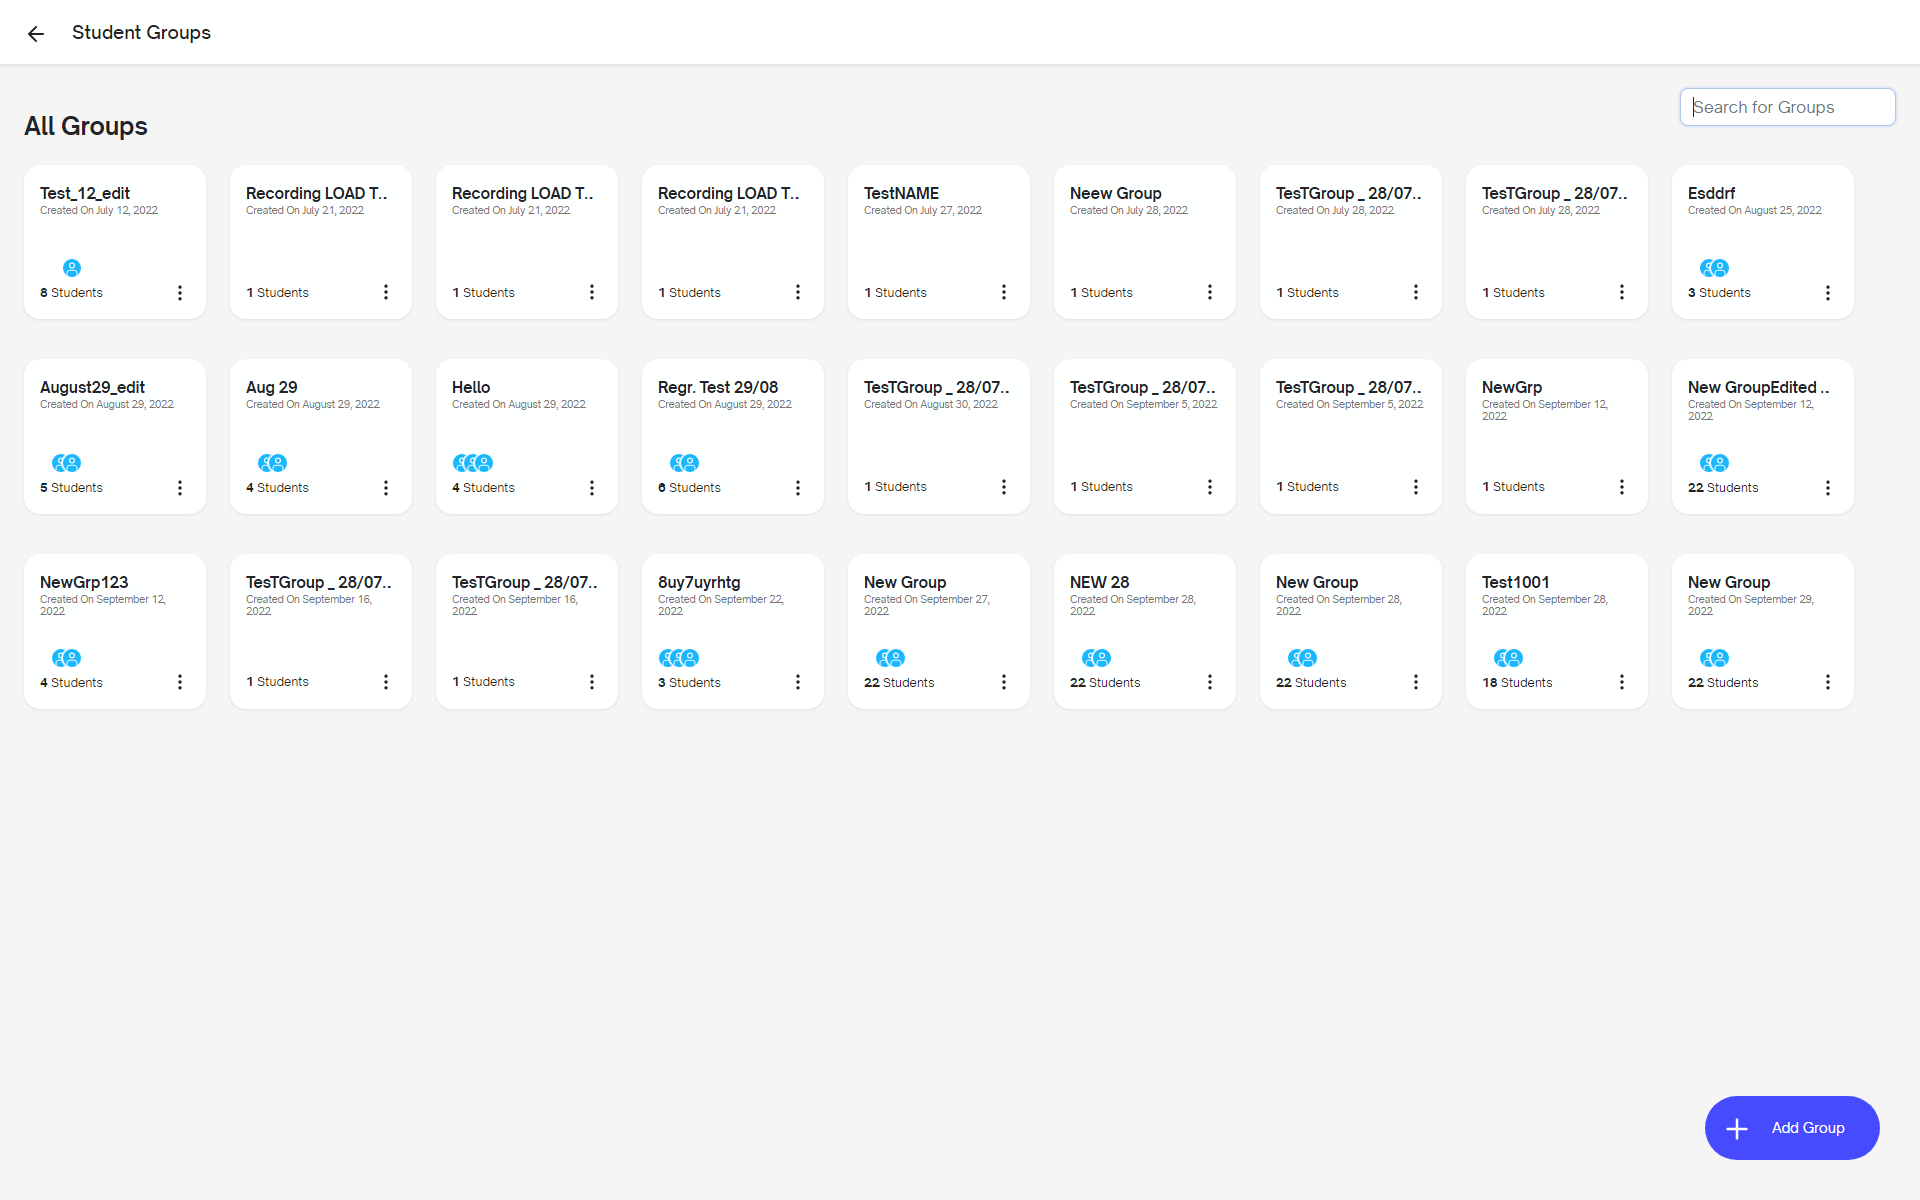 Student Groups
Search for Groups
All Groups
Test_12_edit
Created On July 12, 2022
8 Students
Recording LOAD T..
Created On July 21, 2022
1 Students
Recording LOAD T..
Created On July 21, 2022
1 Students
Recording LOAD T..
Created On July 21, 2022
1 Students
TestNAME
Created On July 27, 2022
1 Students
Neew Group
Created On July 28, 2022
1 Students
TesTGroup _ 28/07..
Created On July 28, 2022
1 Students
TesTGroup _ 28/07..
Created On July 28, 2022
1 Students
Esddrf
Created On August 25, 2022
3 Students
August29_edit
Created On August 29, 2022
5 Students
Aug 29
Created On August 29, 2022
4 Students
Hello
Created On August 29, 2022
4 Students
Regr. Test 29/08
Created On August 29, 2022
6 Students
TesTGroup _ 28/07..
Created On August 30, 2022
1 Students
TesTGroup _ 28/07..
Created On September 5, 2022
1 Students
TesTGroup _ 28/07..
Created On September 5, 2022
1 Students
NewGrp
Created On September 12,
2022
1 Students
New GroupEdited ..
Created On September 12,
2022
22 Students
NewGrp123
Created On September 12,
2022
4 Students
TesTGroup _ 28/07..
Created On September 16,
2022
1 Students
TesTGroup _ 28/07..
Created On September 16,
2022
1 Students
8uy7uyrhtg
Created On September 22,
2022
3 Students
New Group
Created On September 27,
2022
22 Students
NEW 28
Created On September 28,
2022
22 Students
New Group
Created On September 28,
2022
22 Students
Test1001
Created On September 28,
2022
18 Students
New Group
Created On September 29,
2022
22 Students
Add Group